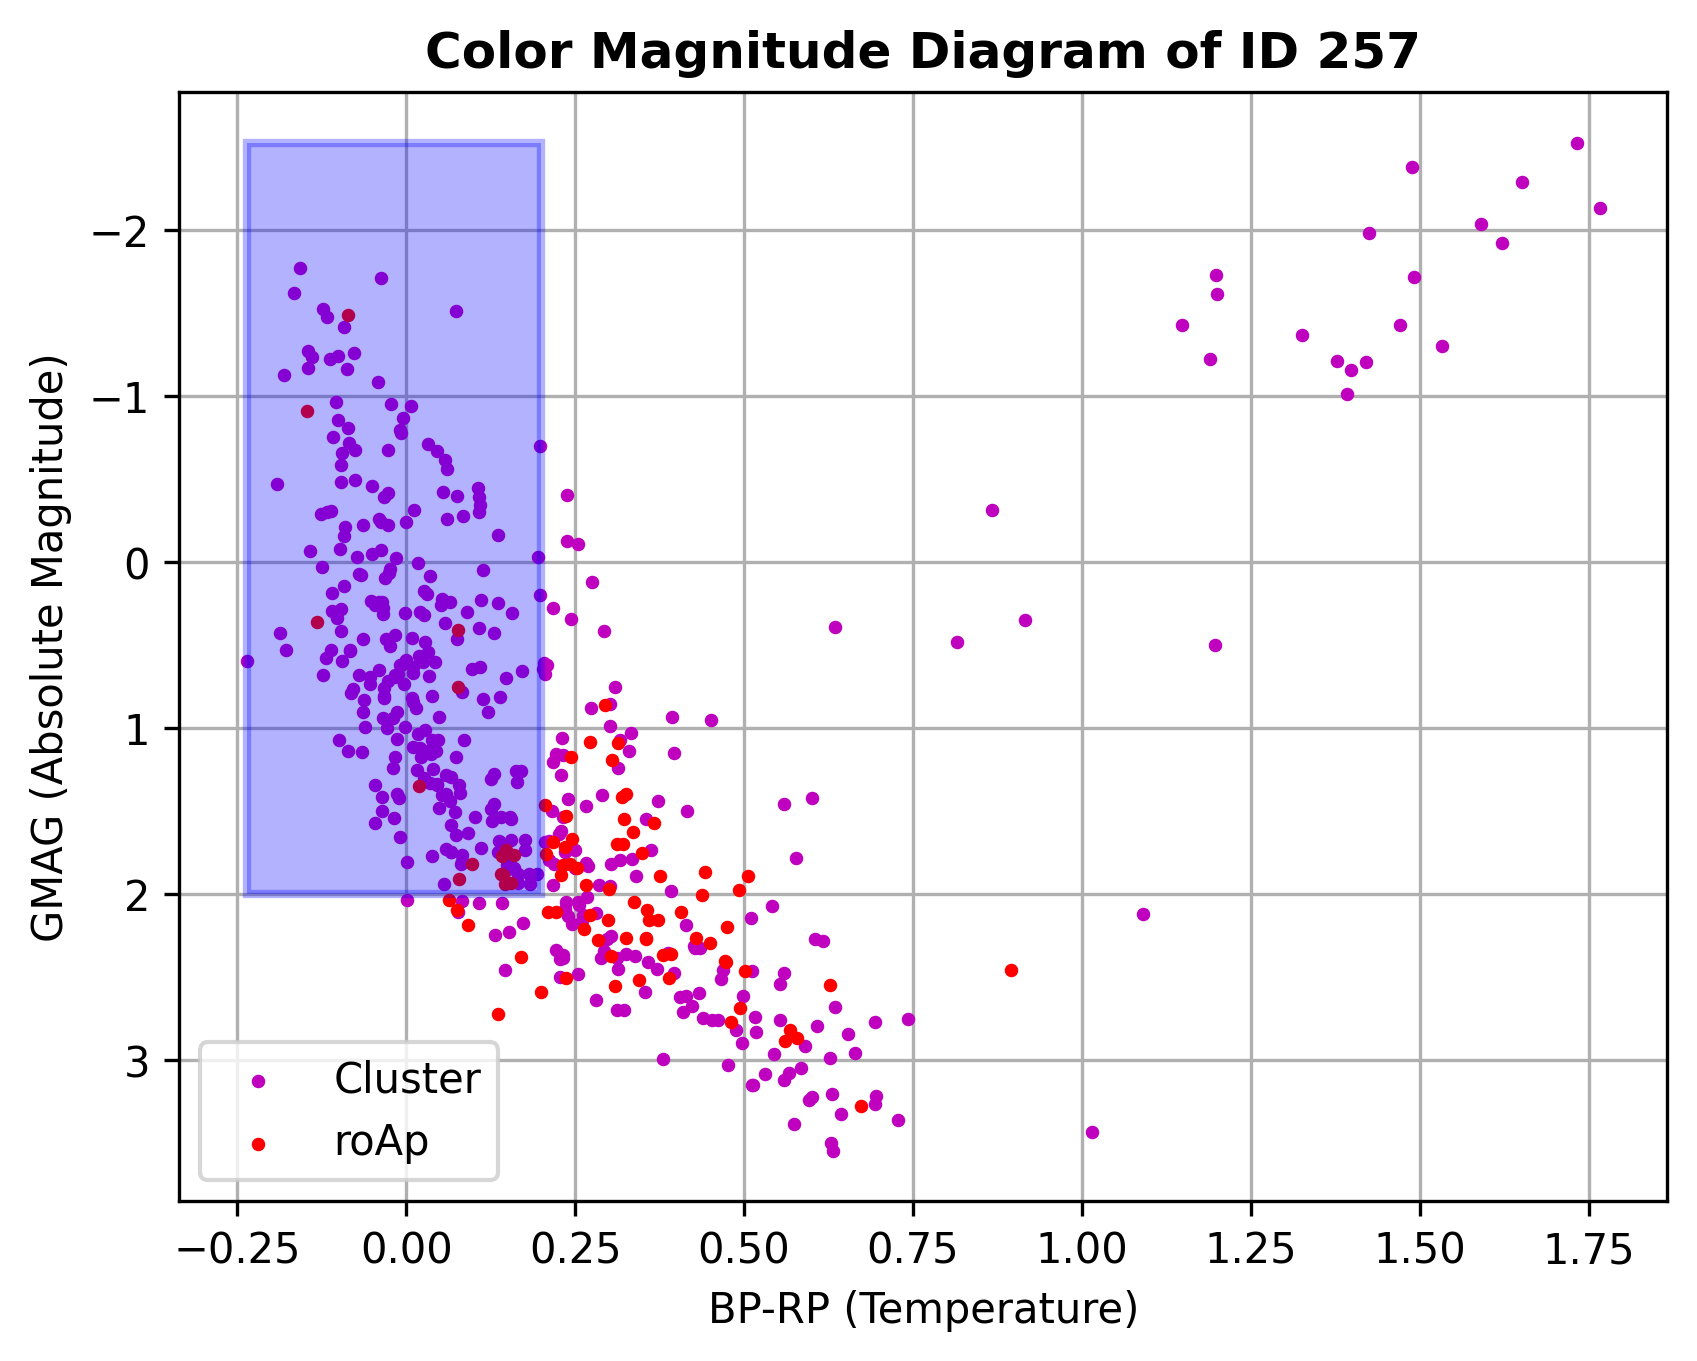 Color Magnitude Diagram of ID 257
GMAG (Absolute Magnitude)
−2
−1
0
1
2
3
Cluster
roAp
−0.25 0.00 0.25 0.50 0.75 1.00 1.25 1.50 1.75
BP-RP (Temperature)